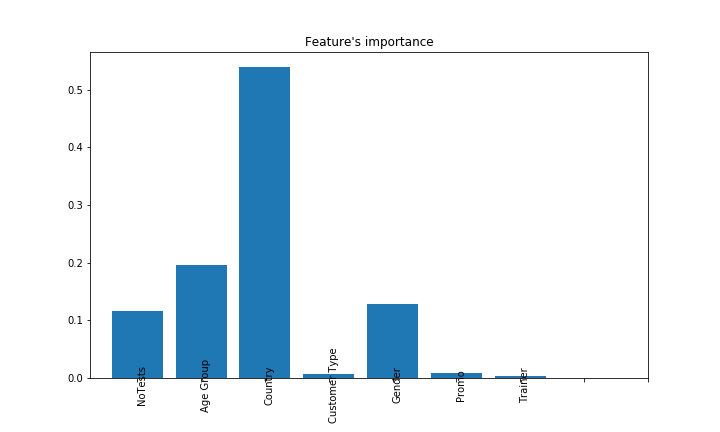 Feature's importance
0.5
0.4
0.3
0.2
0.1
0.0
NoTests
Age Group
Country
Customer Type
Gender
Promo
Trainer